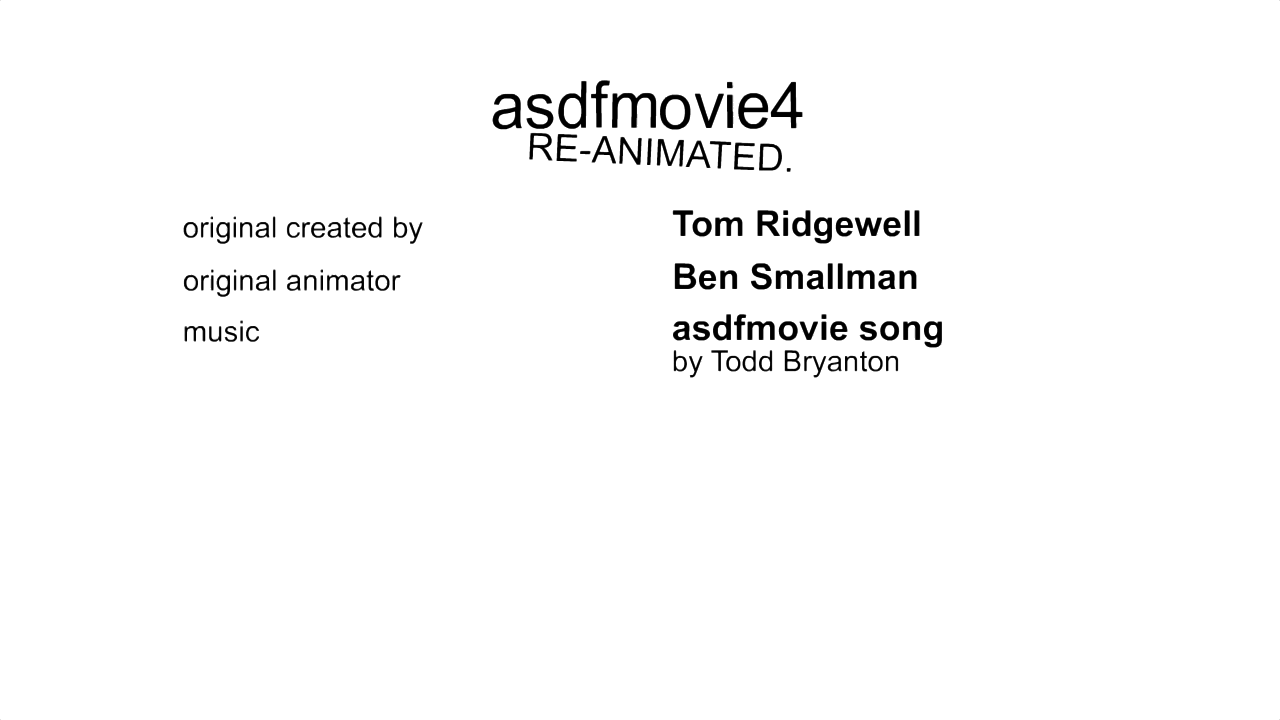 asdfmovie4
RE-ANIMATED.
original created by Tom Ridgewell
original animator Ben Smallman
music asdfmovie song
by Todd Bryanton